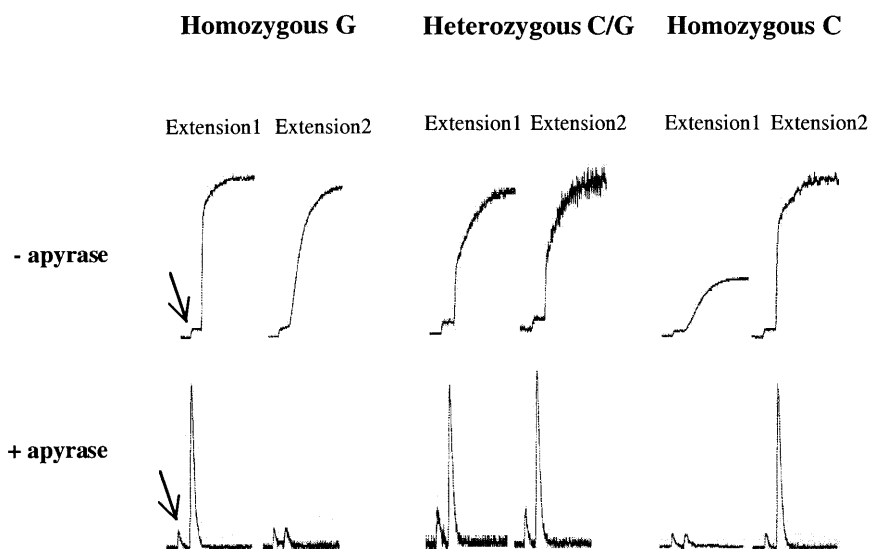 Homozygous G Heterozygous C/G Homozygous C
Extension1 Extension2 Extension1 Extension2 Extension1 Extension2
- apyrase
+ apyrase